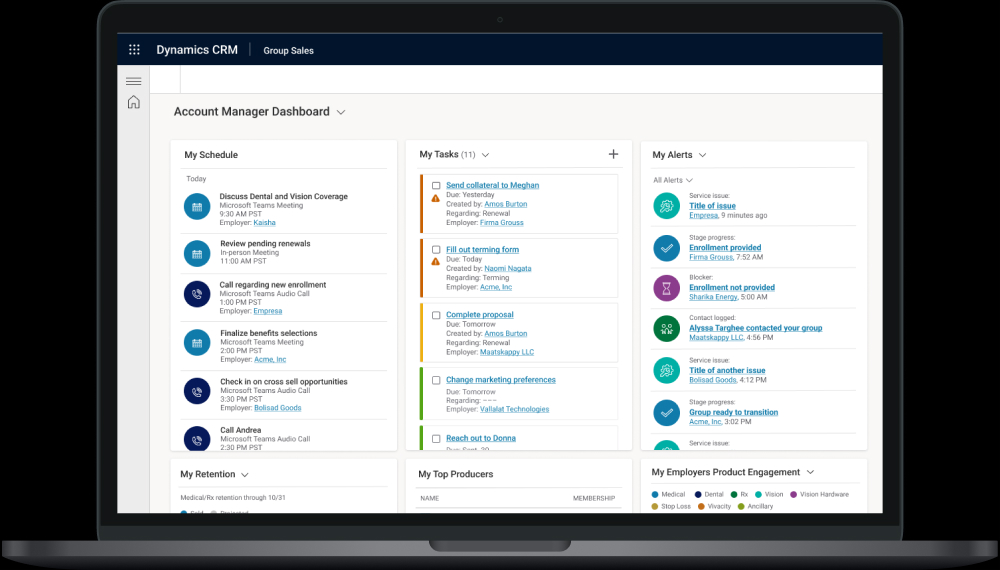 Dynamics CRM
Group Sales
Account Manager Dashboard
My Schedule
Today
Discuss Dental and Vision Coverage
Microsoft Teams Meeting
9:30 AM PST
Employer: Kaisha
Review pending renewals
In-person Meeting
11:00 AM PST
Call regarding new enrollment
Microsoft Teams Audio Call
1:00 PM PST
Employer: Empresa
Finalize benefits selections
Microsoft Teams Meeting
2:00 PM PST
Employer: Acme, Inc
Check in on cross sell opportunities
Microsoft Teams Audio Call
3:30 PM PST
Employer: Bolisad Goods
Call Andrea
Microsoft Teams Audio Call
2:30 PM PST
My Tasks (11)
Send collateral to Meghan
Due: Yesterday
Created by: Amos Burton
Regarding: Renewal
Employer: Firma Grouss
Fill out terming form
Due: Today
Created by: Naomi Nagata
Regarding: Terming
Employer: Acme, Inc
Complete proposal
Due: Tomorrow
Created by: Amos Burton
Regarding: Renewal
Employer: Maatskappy LLC
Change marketing preferences
Due: Tomorrow
Regarding: ---
Employer: Vallalat Technologies
Reach out to Donna
Due: Sept. 30
My Alerts
All Alerts
Service issue:
Title of issue
Empresa, 9 minutes ago
Stage progress:
Enrollment provided
Firma Grouss, 7:52 AM
Blocker:
Enrollment not provided
Sharika Energy, 5:00 AM
Contact logged:
Alyssa Targhee contacted your group
Maatskappy LLC, 4:56 PM
Service issue:
Title of another issue
Bolisad Goods, 4:12 PM
Stage progress:
Group ready to transition
Acme, Inc, 3:02 PM
Service issue:
My Retention
Medical/Rx retention through 10/31
Sold Projected
My Top Producers
NAME MEMBERSHIP
My Employers Product Engagement
Medical Dental Rx Vision Vision Hardware
Stop Loss Vivacity Ancillary